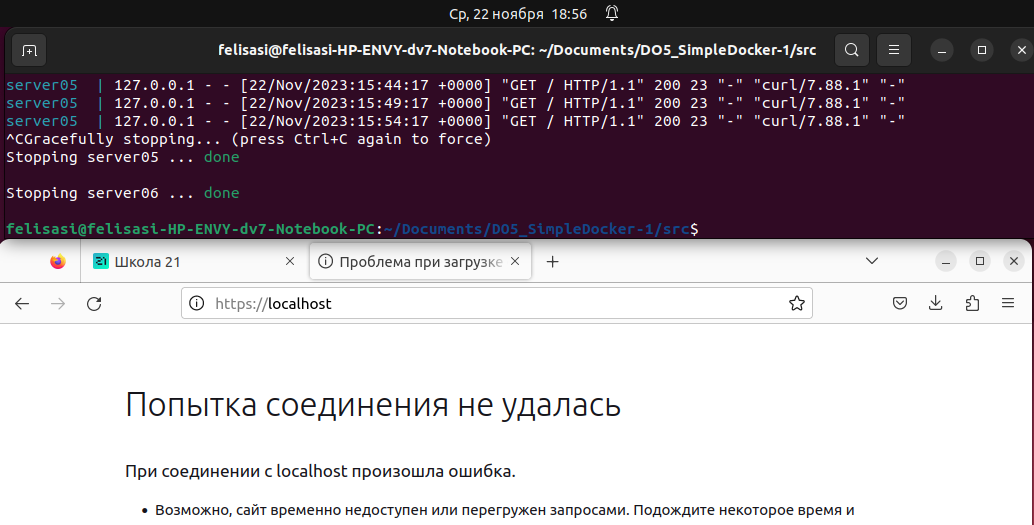 Ср, 22 ноября 18:56
felisasi@felisasi-HP-ENVY-dv7-Notebook-PC: ~/Documents/DO5_SimpleDocker-1/src
server05 | 127.0.0.1 - - [22/Nov/2023:15:44:17 +0000] "GET / HTTP/1.1" 200 23 "-" "curl/7.88.1" "-"
server05 | 127.0.0.1 - - [22/Nov/2023:15:49:17 +0000] "GET / HTTP/1.1" 200 23 "-" "curl/7.88.1" "-"
server05 | 127.0.0.1 - - [22/Nov/2023:15:54:17 +0000] "GET / HTTP/1.1" 200 23 "-" "curl/7.88.1" "-"
^CGracefully stopping... (press Ctrl+C again to force)
Stopping server05 ... done
Stopping server06 ... done
felisasi@felisasi-HP-ENVY-dv7-Notebook-PC:~/Documents/DO5_SimpleDocker-1/src$
21 Школа 21 Проблема при загрузке
https://localhost
Попытка соединения не удалась
При соединении с localhost произошла ошибка.
• Возможно, сайт временно недоступен или перегружен запросами. Подождите некоторое время и